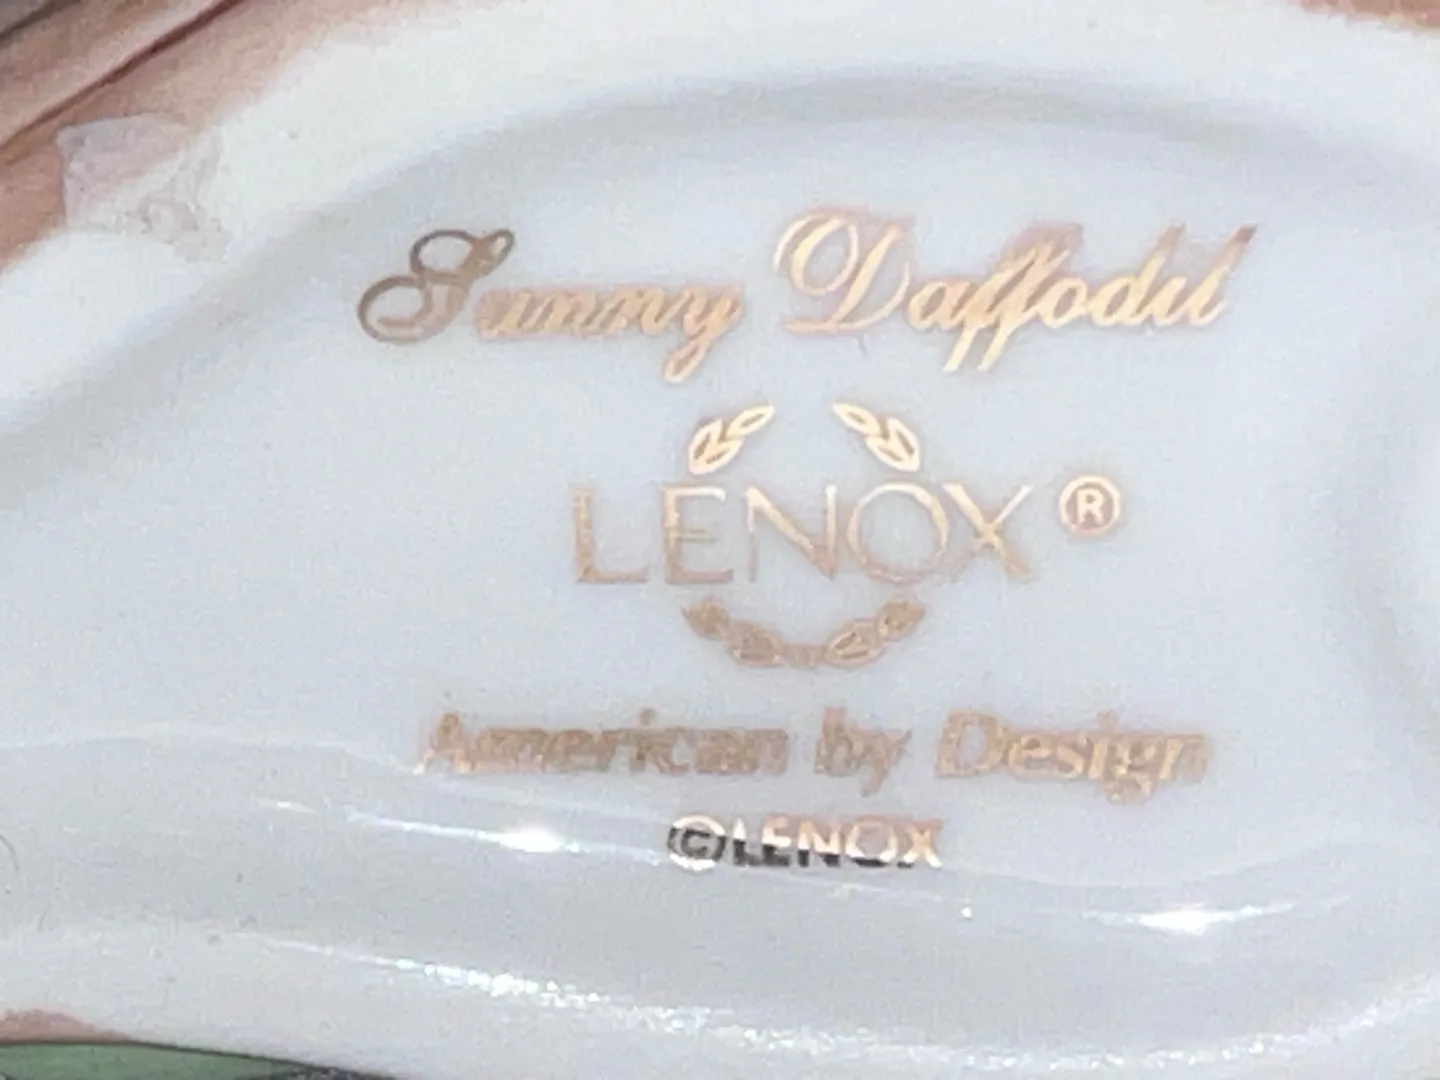 Sunny Daffodil
LENOX®
American by Design
©LENOX